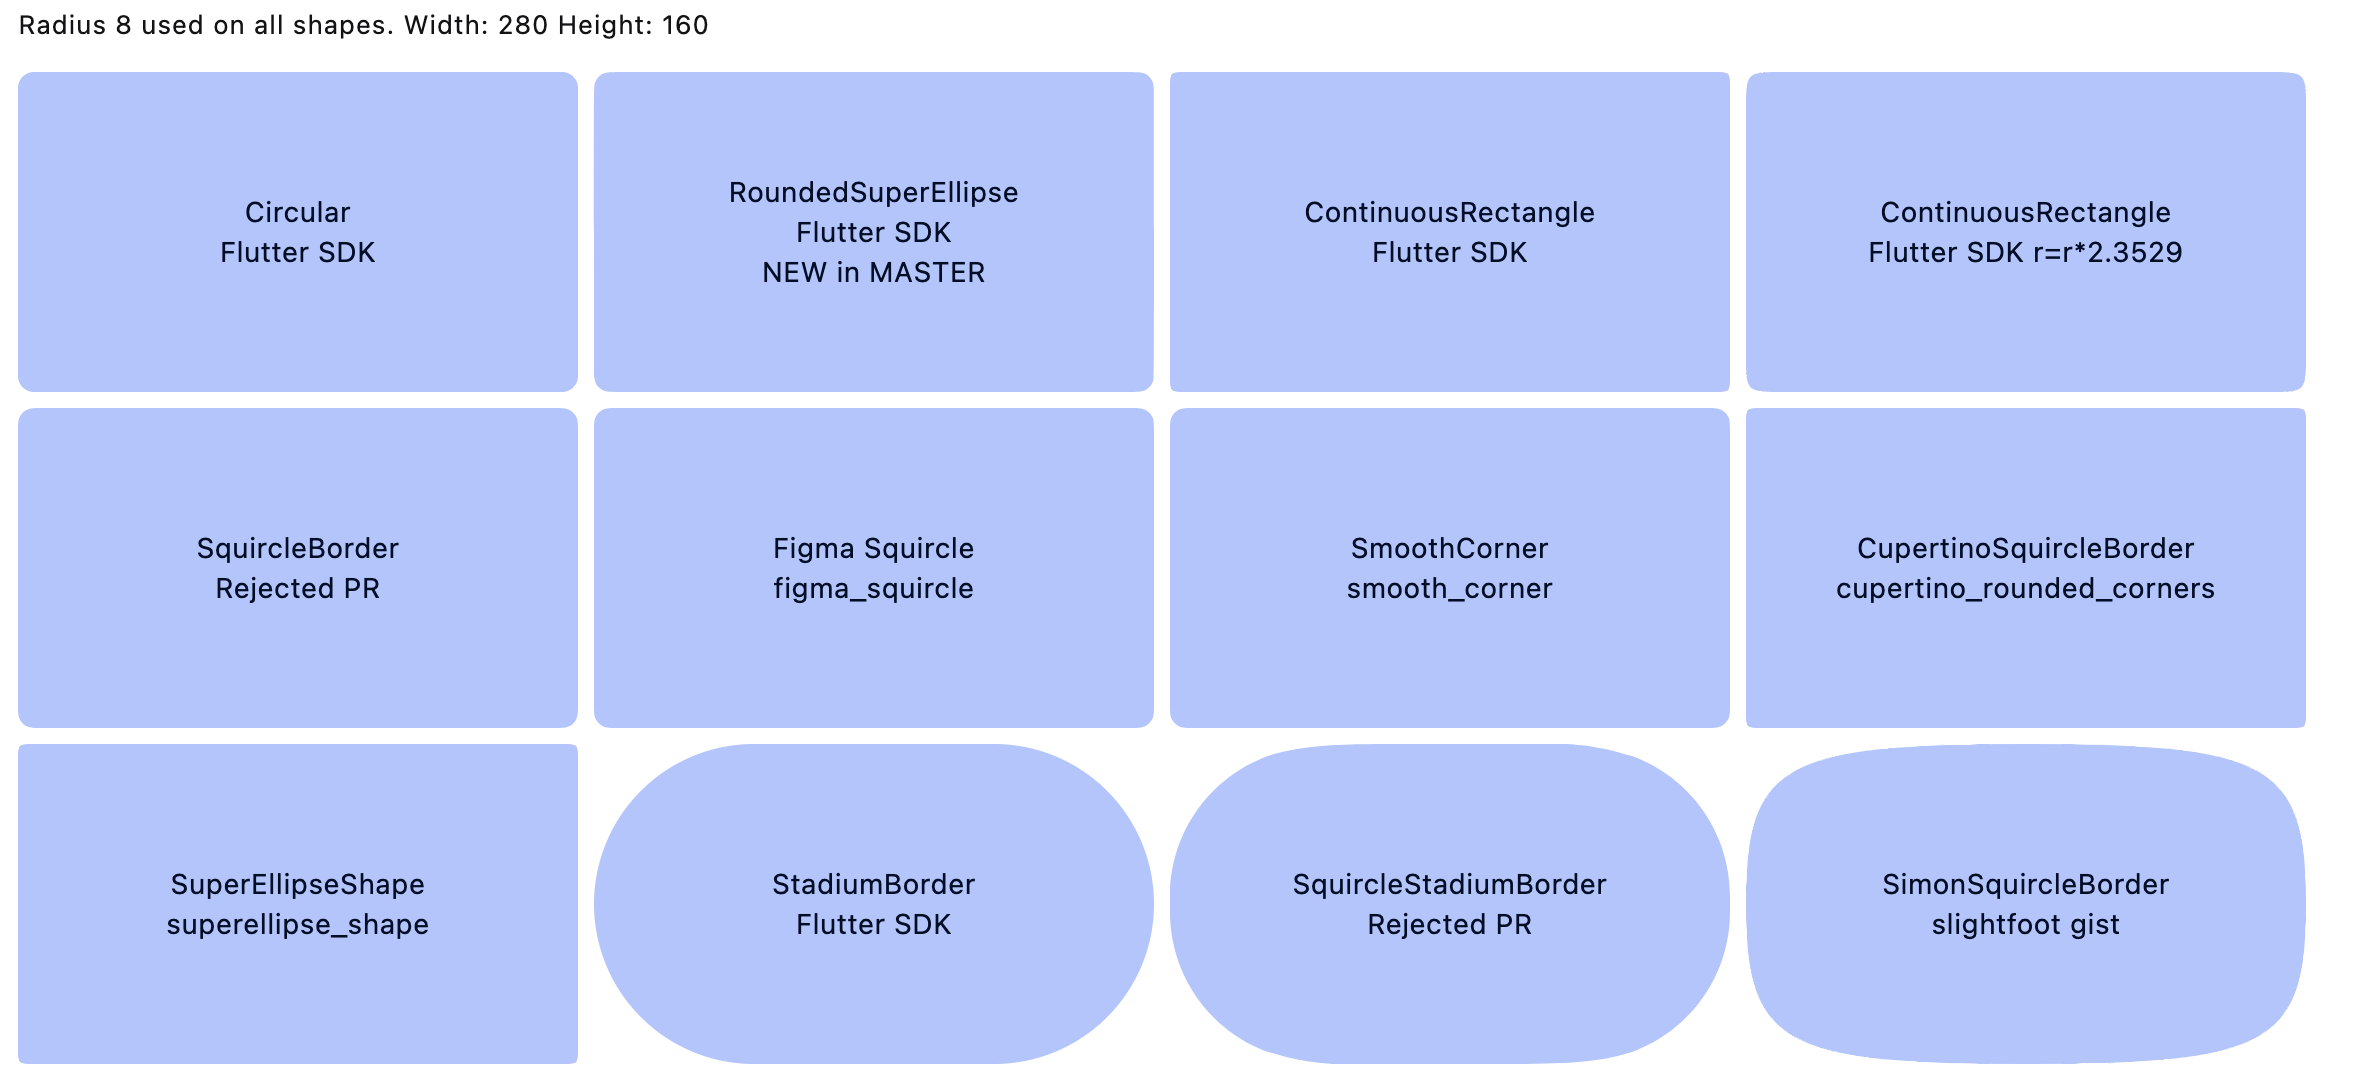 Radius 8 used on all shapes. Width: 280 Height: 160
Circular
Flutter SDK
RoundedSuperEllipse
Flutter SDK
NEW in MASTER
ContinuousRectangle
Flutter SDK
ContinuousRectangle
Flutter SDK r=r*2.3529
SquircleBorder
Rejected PR
Figma Squircle
figma_squircle
SmoothCorner
smooth_corner
CupertinoSquircleBorder
cupertino_rounded_corners
SuperEllipseShape
superellipse_shape
StadiumBorder
Flutter SDK
SquircleStadiumBorder
Rejected PR
SimonSquircleBorder
slightfoot gist